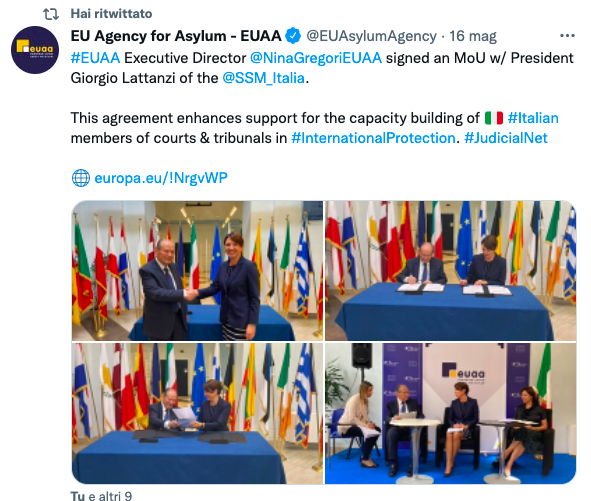 Hai ritwittato
EU Agency for Asylum - EUAA @EUAsylumAgency · 16 mag
#EUAA Executive Director @NinaGregoriEUAA signed an MoU w/ President
Giorgio Lattanzi of the @SSM_Italia.
This agreement enhances support for the capacity building of 🇮🇹 #Italian
members of courts & tribunals in #InternationalProtection. #JudicialNet
europa.eu/!NrgvWP
euaa
euaa
Tu e altri 9